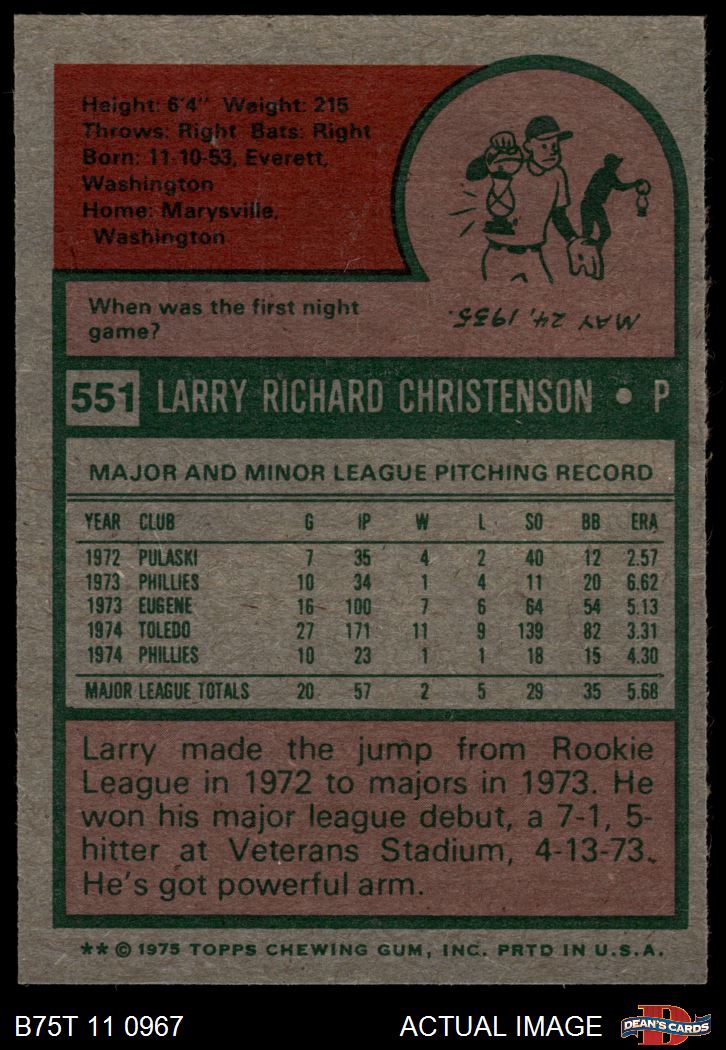 Height: 6'4" Weight: 215
Throws: Right Bats: Right
Born: 11-10-53, Everett,
Washington
Home: Marysville,
Washington
When was the first night
game?
MAY 24, 1935.
551 LARRY RICHARD CHRISTENSON • P
MAJOR AND MINOR LEAGUE PITCHING RECORD
YEAR CLUB G IP W L SO BB ERA
1972 PULASKI 7 35 4 2 40 12 2.57
1973 PHILLIES 10 34 1 4 11 20 6.62
1973 EUGENE 16 100 7 6 64 54 5.13
1974 TOLEDO 27 171 11 9 139 82 3.31
1974 PHILLIES 10 23 1 1 18 15 4.30
MAJOR LEAGUE TOTALS 20 57 2 5 29 35 5.68
Larry made the jump from Rookie
League in 1972 to majors in 1973. He
won his major league debut, a 7-1, 5-
hitter at Veterans Stadium, 4-13-73.
He's got powerful arm.
** © 1975 TOPPS CHEWING GUM, INC. PRTD IN U.S.A.
B75T 11 0967 ACTUAL IMAGE D DEAN'S CARDS